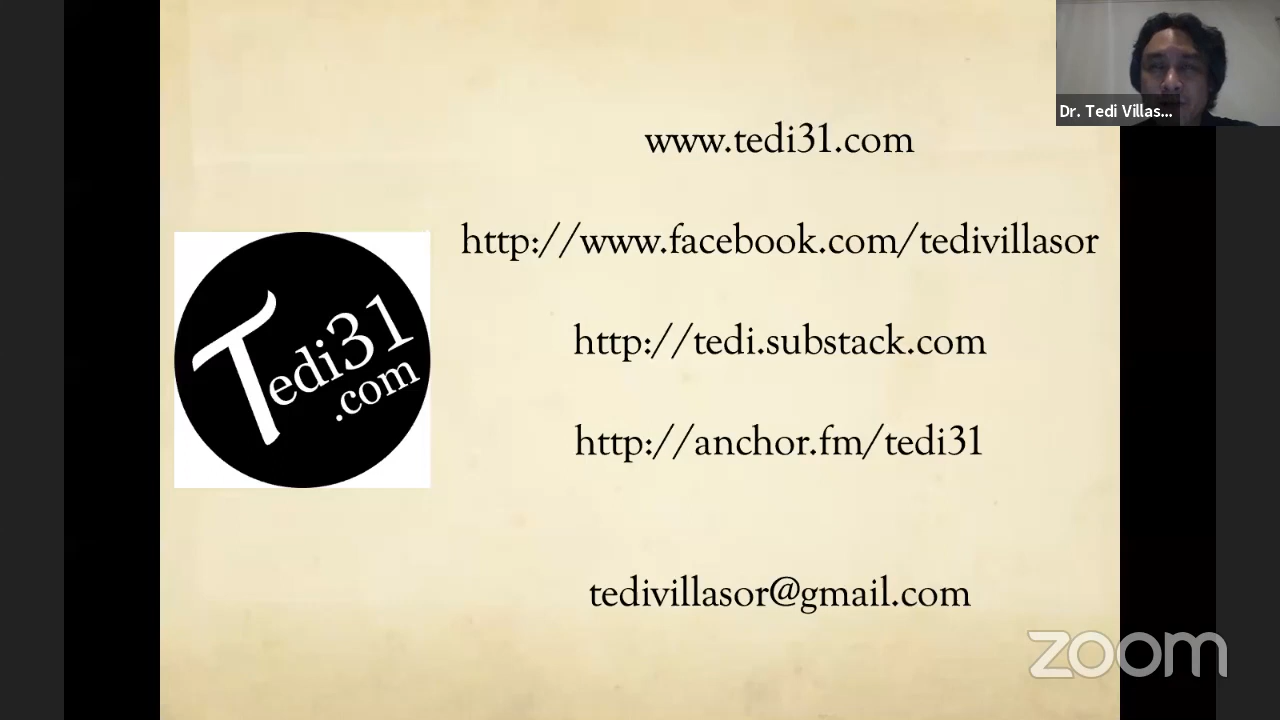 Dr. Tedi Villas...
www.tedi31.com
http://www.facebook.com/tedivillasor
http://tedi.substack.com
http://anchor.fm/tedi31
tedivillasor@gmail.com
Tedi31
.com
zoom